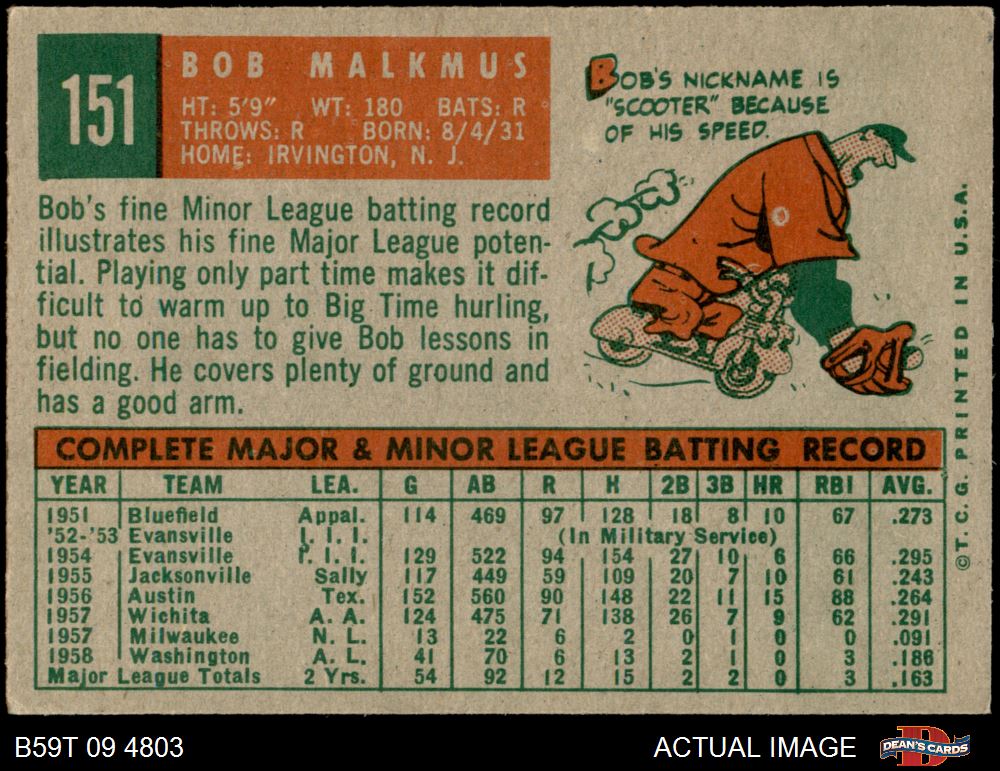 151
BOB MALKMUS
HT: 5'9" WT: 180 BATS: R
THROWS: R BORN: 8/4/31
HOME: IRVINGTON, N. J.
BOB'S NICKNAME IS
"SCOOTER" BECAUSE
OF HIS SPEED.
Bob's fine Minor League batting record
illustrates his fine Major League poten-
tial. Playing only part time makes it dif-
ficult to warm up to Big Time hurling,
but no one has to give Bob lessons in
fielding. He covers plenty of ground and
has a good arm.
COMPLETE MAJOR & MINOR LEAGUE BATTING RECORD
YEAR TEAM LEA. G AB R H 2B 3B HR RBI AVG.
1951 Bluefield Appal. 114 469 97 128 18 8 10 67 .273
'52-'53 Evansville I. I. I. (In Military Service)
1954 Evansville I. I. I. 129 522 94 154 27 10 6 66 .295
1955 Jacksonville Sally 117 449 59 109 20 7 10 61 .243
1956 Austin Tex. 152 560 90 148 22 11 15 88 .264
1957 Wichita A. A. 124 475 71 138 26 7 9 62 .291
1957 Milwaukee N. L. 13 22 6 2 0 1 0 0 .091
1958 Washington A. L. 41 70 6 13 2 1 0 3 .186
Major League Totals 2 Yrs. 54 92 12 15 2 2 0 3 .163
©T. C. G. PRINTED IN U.S.A.
B59T 09 4803
ACTUAL IMAGE
DEAN'S CARDS